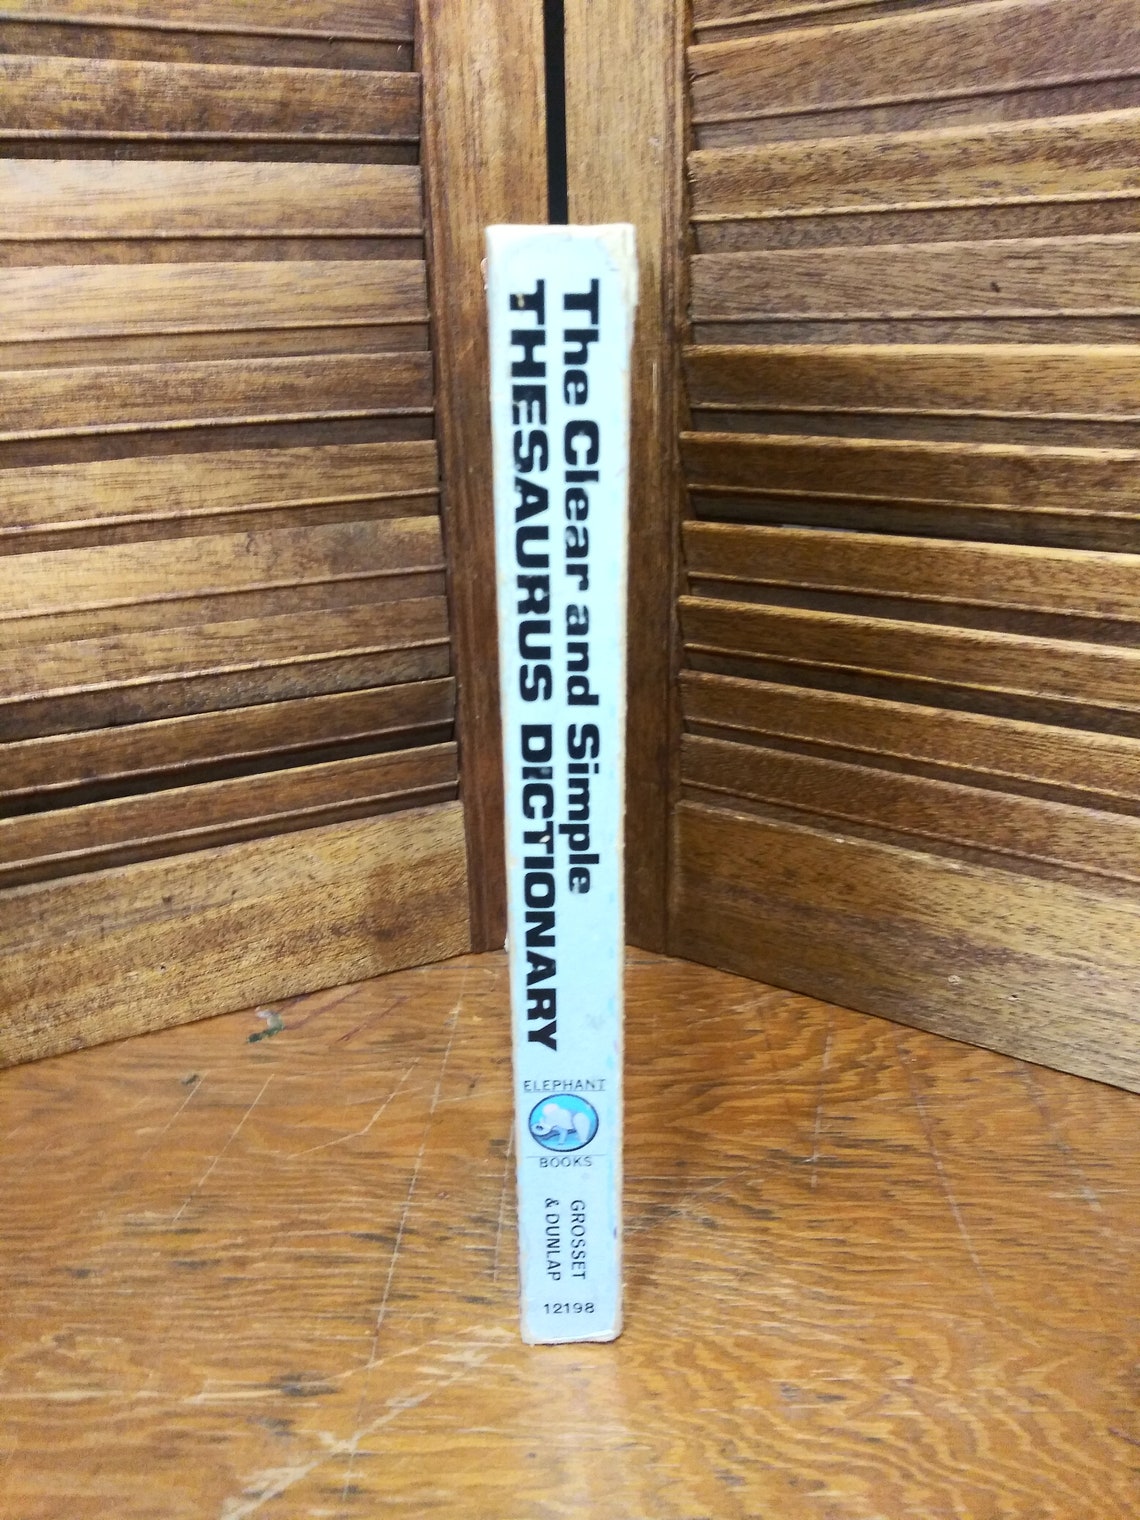 The Clear and Simple
THESAURUS DICTIONARY
ELEPHANT
BOOKS
GROSSET
& DUNLAP
12198